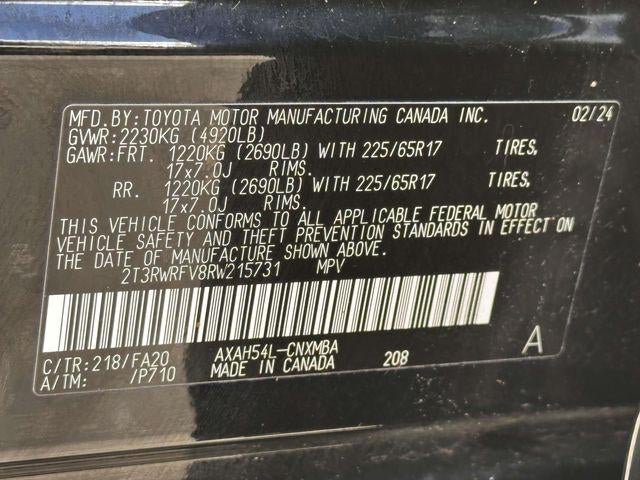 MFD.BY:TOYOTA MOTOR MANUFACTURING CANADA INC. 02/24
GVWR:2230KG (4920LB)
GAWR:FRT. 1220KG (2690LB) WITH 225/65R17 TIRES,
17x7.0J RIMS.
RR. 1220KG (2690LB) WITH 225/65R17 TIRES,
17x7.0J RIMS.
THIS VEHICLE CONFORMS TO ALL APPLICABLE FEDERAL MOTOR
VEHICLE SAFETY AND THEFT PREVENTION STANDARDS IN EFFECT ON
THE DATE OF MANUFACTURE SHOWN ABOVE.
2T3RWRFV8RW215731 MPV
C/TR:218/FA20 AXAH54L-CNXMBA 208 A
A/TM: /P710 MADE IN CANADA